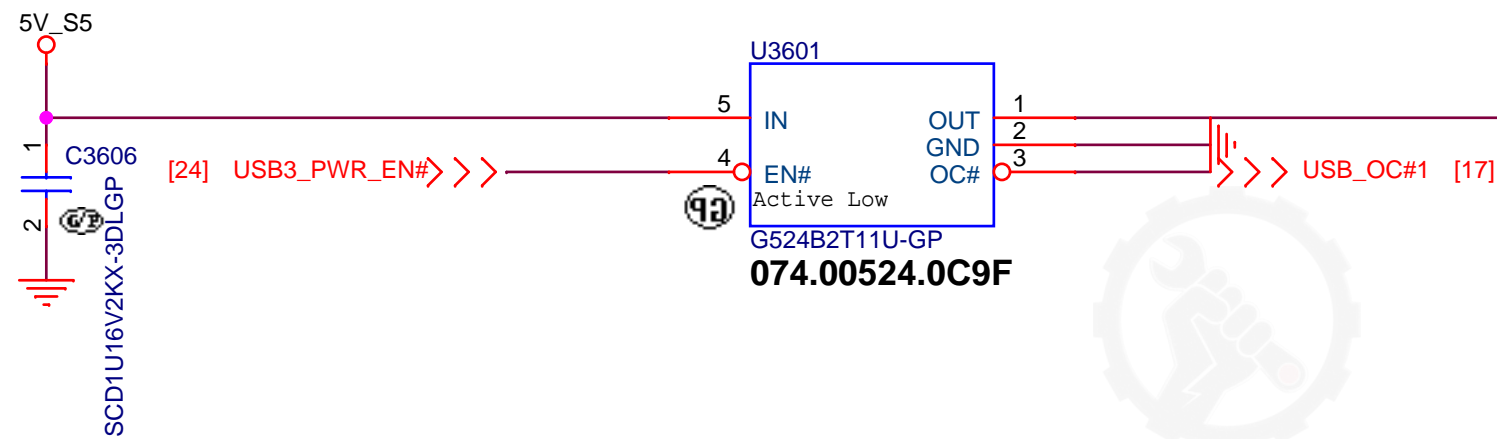 5V_S5
U3601
5
IN
OUT
1
GND
2
1
C3606
[24]
USB3_PWR_EN#
4
EN#
OC#
3
USB_OC#1
[17]
Active Low
2
SCD1U16V2KX-3DLGP
G524B2T11U-GP
074.00524.0C9F